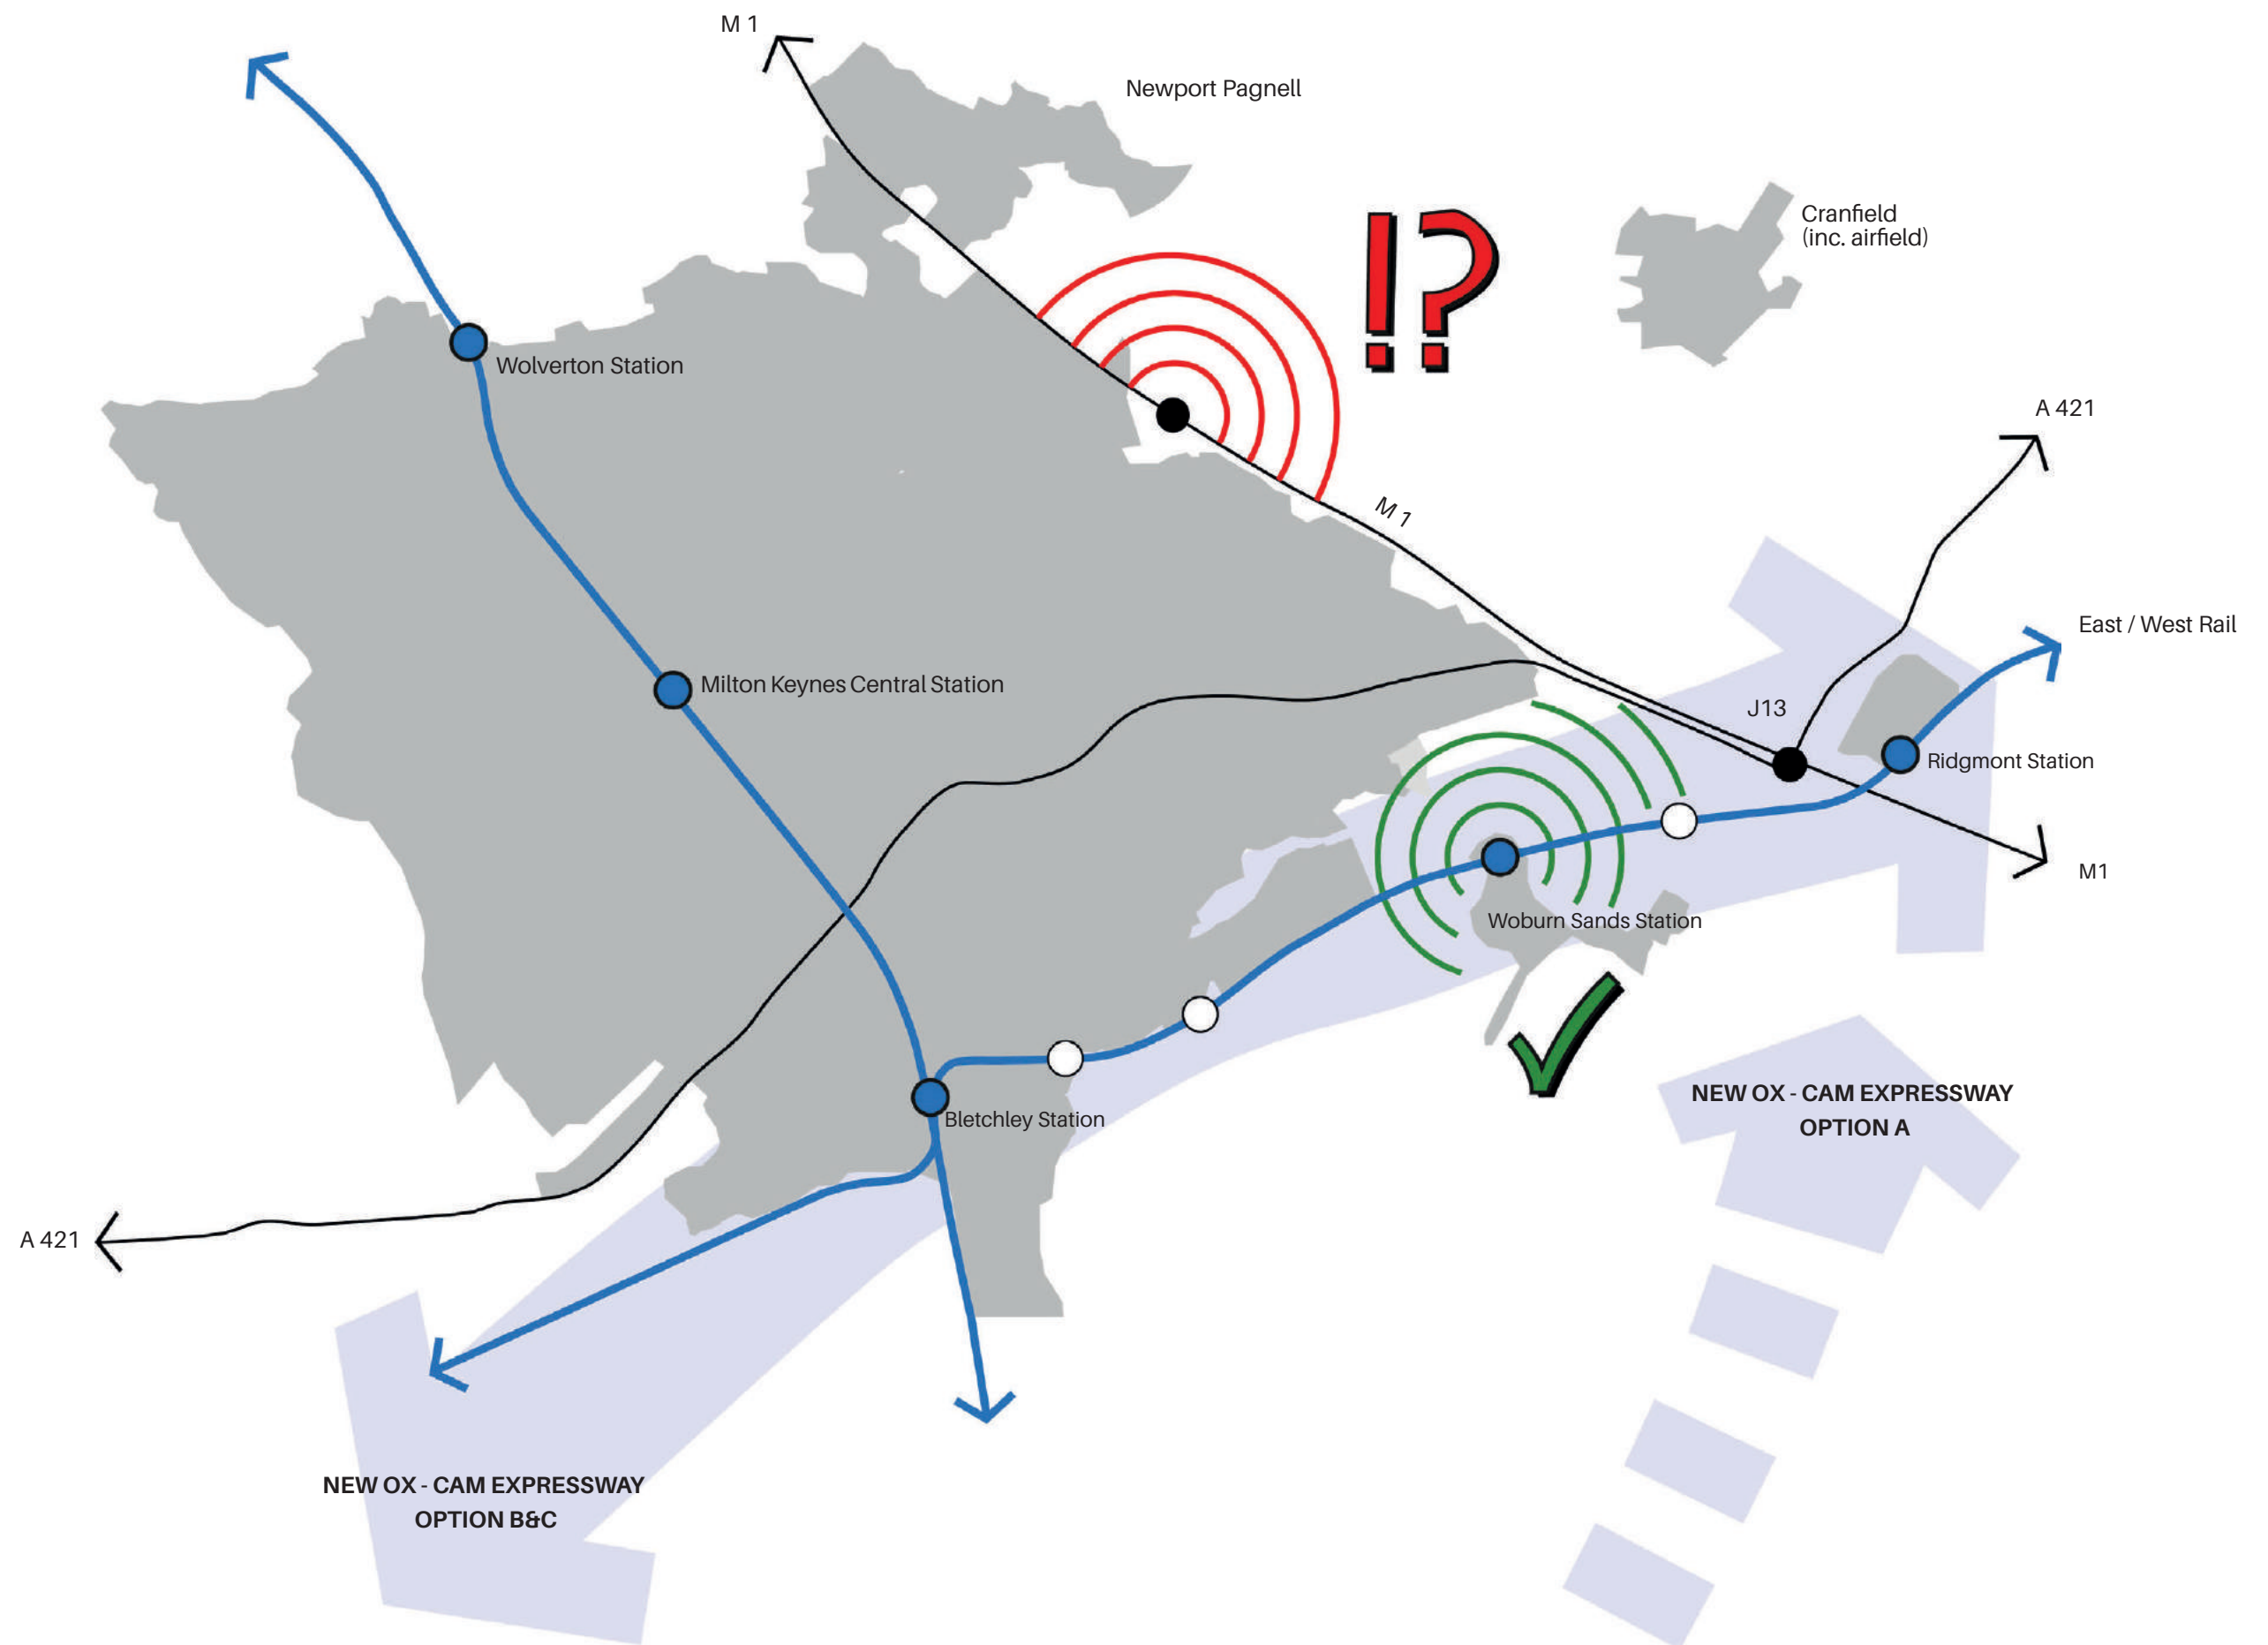 M 1
Newport Pagnell
!?
Cranfield
(inc. airfield)
Wolverton Station
A 421
M 1
East / West Rail
Milton Keynes Central Station
J13
Ridgmont Station
M1
Woburn Sands Station
NEW OX - CAM EXPRESSWAY
OPTION A
Bletchley Station
A 421
NEW OX - CAM EXPRESSWAY
OPTION B&C